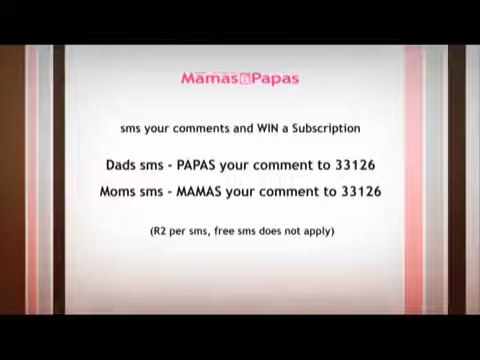 Mamas&Papas
sms your comments and WIN a Subscription
Dads sms - PAPAS your comment to 33126
Moms sms - MAMAS your comment to 33126
(R2 per sms, free sms does not apply)